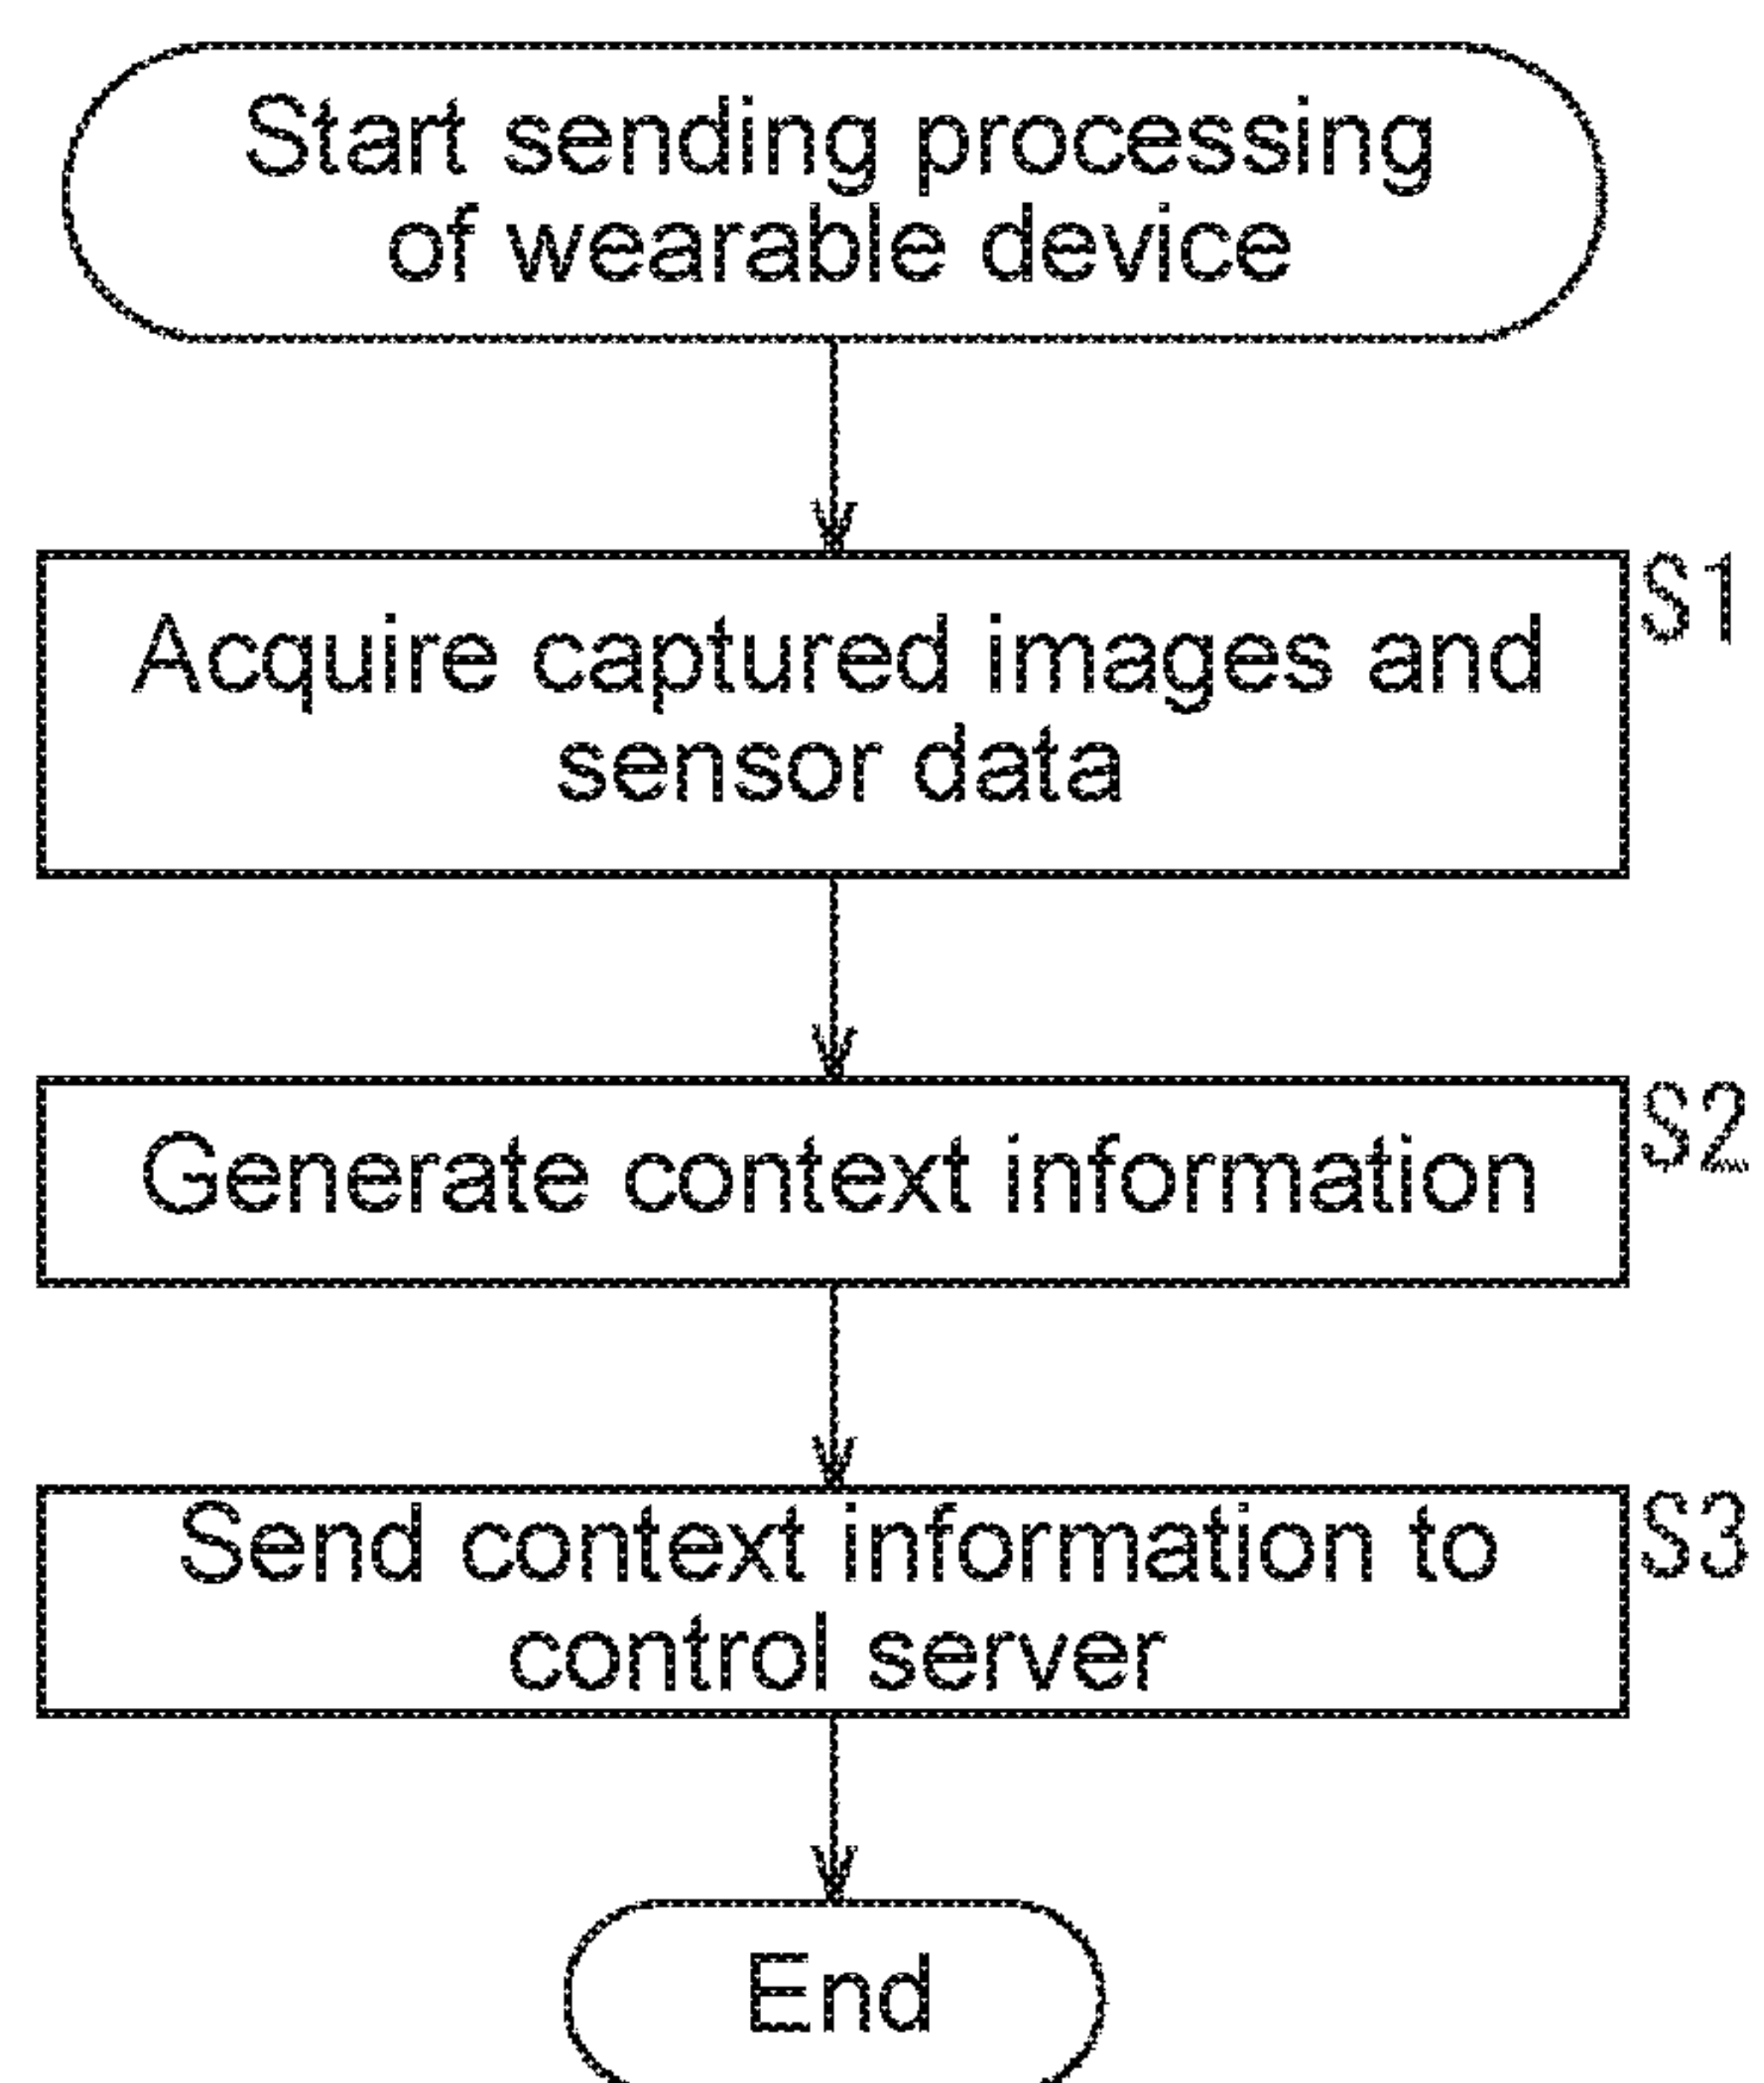 Start sending processing
of wearable device
S1
Acquire captured images and
sensor data
S2
Generate context information
S3
Send context information to
control server
End